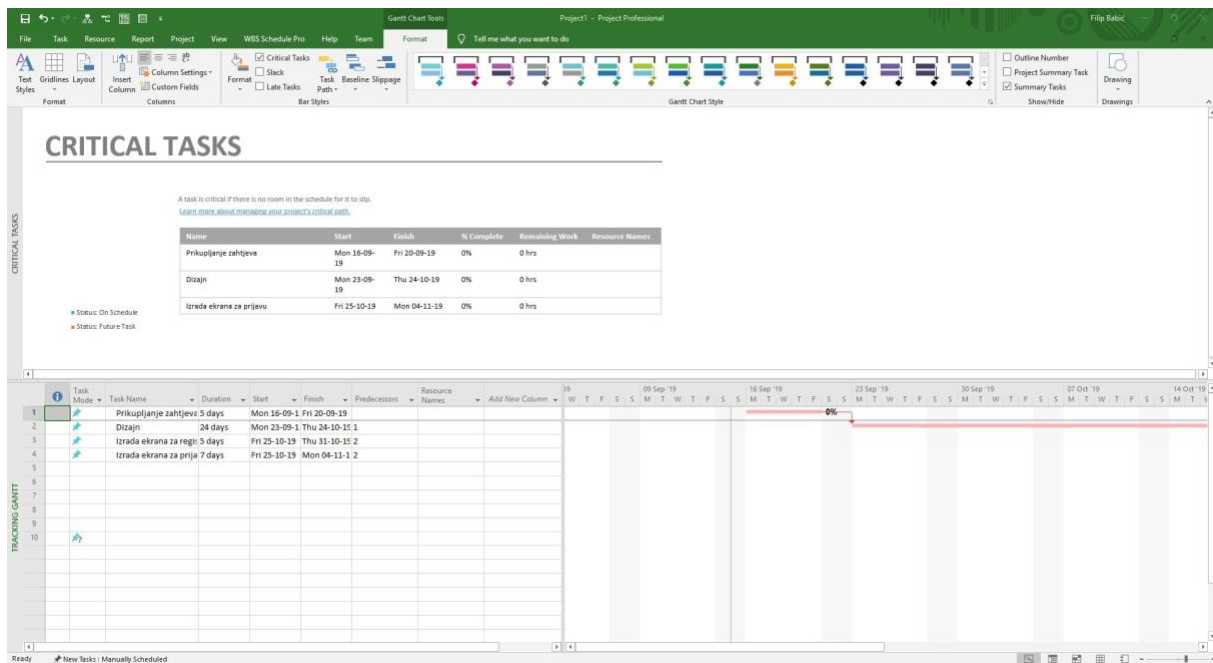 Gantt Chart Tools
Project1 - Project Professional
Filip Babić
File Task Resource Report Project View WBS Schedule Pro Help Team Format Tell me what you want to do
Text Styles
Gridlines
Layout
Format
Insert Column
Column Settings
Custom Fields
Columns
Format
Critical Tasks
Slack
Late Tasks
Task Path
Baseline
Slippage
Bar Styles
Gantt Chart Style
Outline Number
Project Summary Task
Summary Tasks
Show/Hide
Drawing
Drawings
CRITICAL TASKS
CRITICAL TASKS
A task is critical if there is no room in the schedule for it to slip.
Learn more about managing your project's critical path.
Name Start Finish % Complete Remaining Work Resource Names
Prikupljanje zahtjeva Mon 16-09-19 Fri 20-09-19 0% 0 hrs
Dizajn Mon 23-09-19 Thu 24-10-19 0% 0 hrs
Izrada ekrana za prijavu Fri 25-10-19 Mon 04-11-19 0% 0 hrs
Status: On Schedule
Status: Future Task
TRACKING GANTT
Task Mode Task Name Duration Start Finish Predecessors Resource Names Add New Column
19 09 Sep '19 16 Sep '19 23 Sep '19 30 Sep '19 07 Oct '19 14 Oct '19
W T F S S M T W T F S S M T W T F S S M T W T F S S M T W T F S S M T W T F S S M T
1 Prikupljanje zahtjeva 5 days Mon 16-09-1 Fri 20-09-19
0%
2 Dizajn 24 days Mon 23-09-1 Thu 24-10-19 1
3 Izrada ekrana za regis 5 days Fri 25-10-19 Thu 31-10-19 2
4 Izrada ekrana za prija 7 days Fri 25-10-19 Mon 04-11-1 2
5
6
7
8
9
10
Ready New Tasks : Manually Scheduled